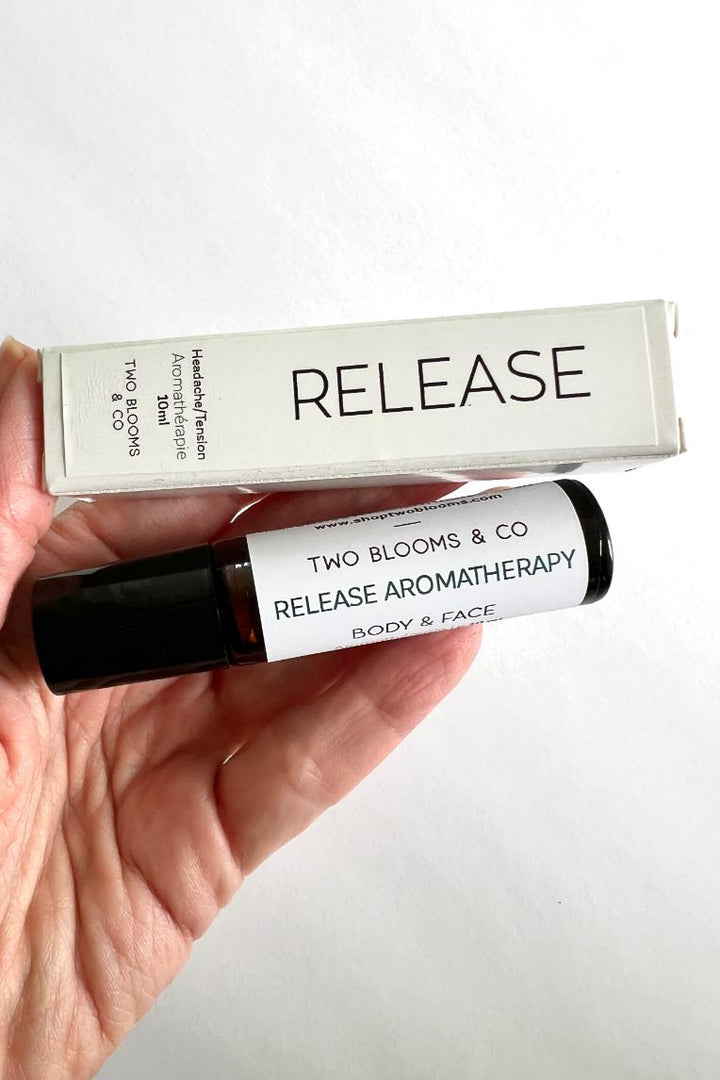 RELEASE
Headache/Tension
Aromathérapie
10ml
TWO BLOOMS
& CO
www.shoptwoblooms.com
TWO BLOOMS & CO
RELEASE AROMATHERAPY
BODY & FACE